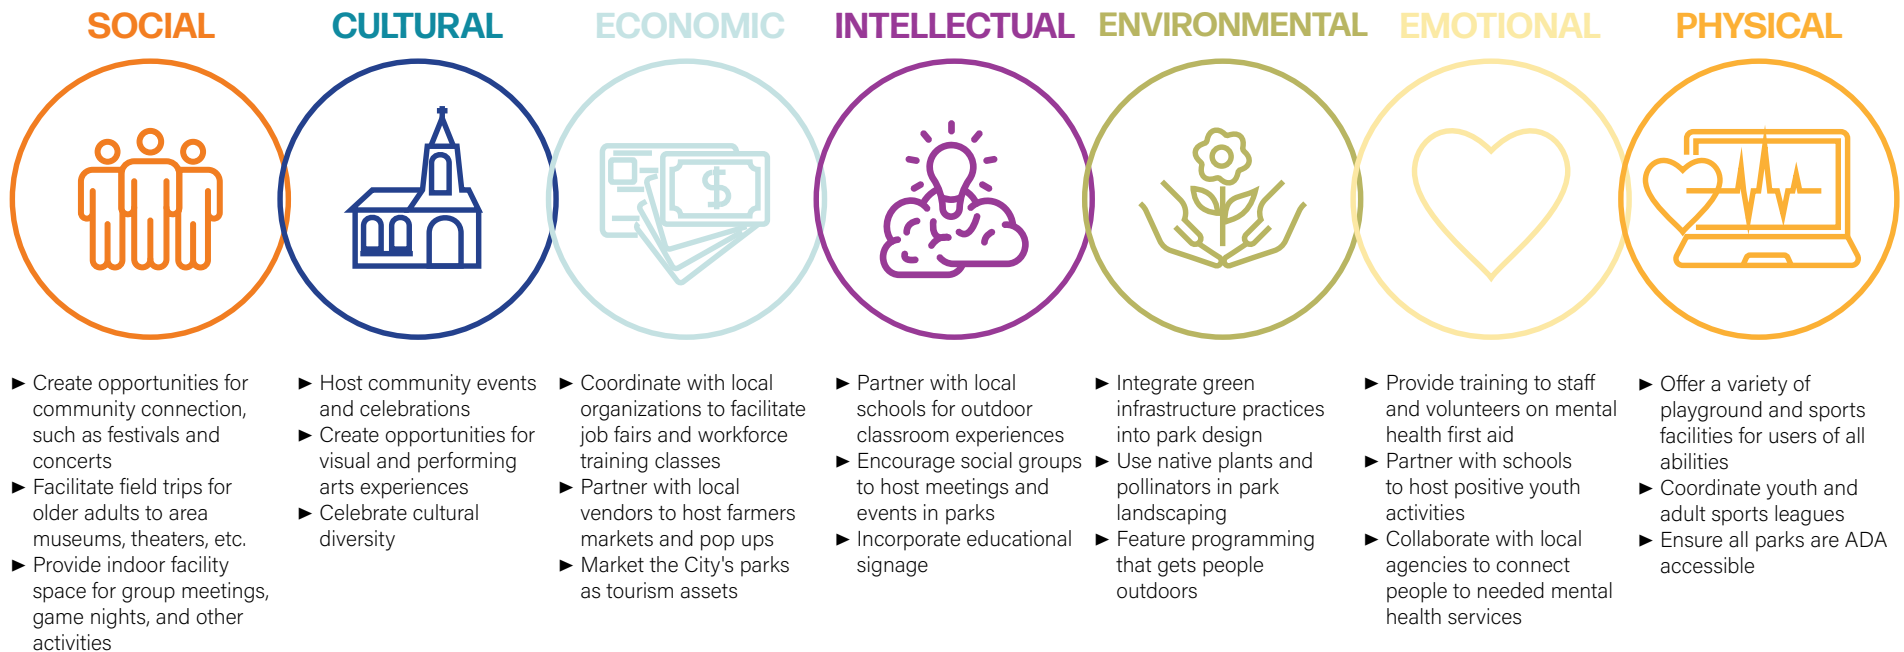 SOCIAL
► Create opportunities for
community connection,
such as festivals and
concerts
► Facilitate field trips for
older adults to area
museums, theaters, etc.
► Provide indoor facility
space for group meetings,
game nights, and other
activities
CULTURAL
► Host community events
and celebrations
► Create opportunities for
visual and performing
arts experiences
► Celebrate cultural
diversity
ECONOMIC
$
► Coordinate with local
organizations to facilitate
job fairs and workforce
training classes
► Partner with local
vendors to host farmers
markets and pop ups
► Market the City's parks
as tourism assets
INTELLECTUAL
► Partner with local
schools for outdoor
classroom experiences
► Encourage social groups
to host meetings and
events in parks
► Incorporate educational
signage
ENVIRONMENTAL
► Integrate green
infrastructure practices
into park design
► Use native plants and
pollinators in park
landscaping
► Feature programming
that gets people
outdoors
EMOTIONAL
► Provide training to staff
and volunteers on mental
health first aid
► Partner with schools
to host positive youth
activities
► Collaborate with local
agencies to connect
people to needed mental
health services
PHYSICAL
► Offer a variety of
playground and sports
facilities for users of all
abilities
► Coordinate youth and
adult sports leagues
► Ensure all parks are ADA
accessible